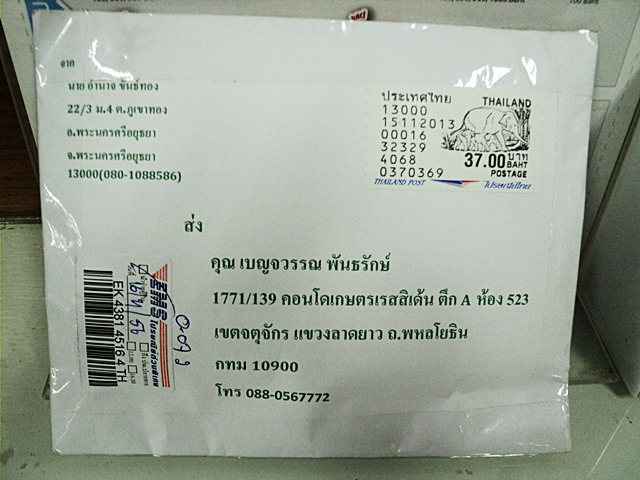 จาก
นาย อำนาจ ขันธ์ทอง
22/3 ม.4 ต.ภูเขาทอง
อ.พระนครศรีอยุธยา
จ.พระนครศรีอยุธยา
13000(080-1088586)
ประเทศไทย THAILAND
13000
15112013
00016
32329
4068
0370369
37.00 บาท
BAHT
POSTAGE
THAILAND POST ไปรษณีย์ไทย
ส่ง
คุณ เบญจวรรณ พันธรักษ์
1771/139 คอนโดเกษตรเรสสิเด้น ตึก A ห้อง 523
เขตจตุจักร แขวงลาดยาว ถ.พหลโยธิน
กทม 10900
โทร 088-0567772
EK 4381 4516 4 TH